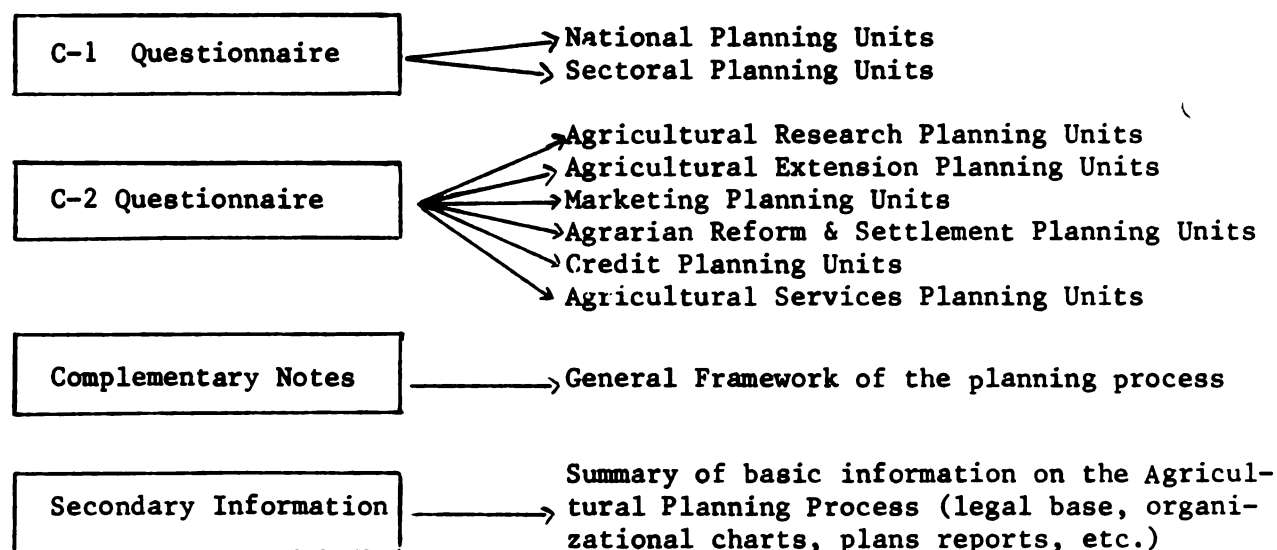 C-1 Questionnaire
National Planning Units
Sectoral Planning Units
C-2 Questionnaire
Agricultural Research Planning Units
Agricultural Extension Planning Units
Marketing Planning Units
Agrarian Reform & Settlement Planning Units
Credit Planning Units
Agricultural Services Planning Units
Complementary Notes
General Framework of the planning process
Secondary Information
Summary of basic information on the Agricul-
tural Planning Process (legal base, organi-
zational charts, plans reports, etc.)